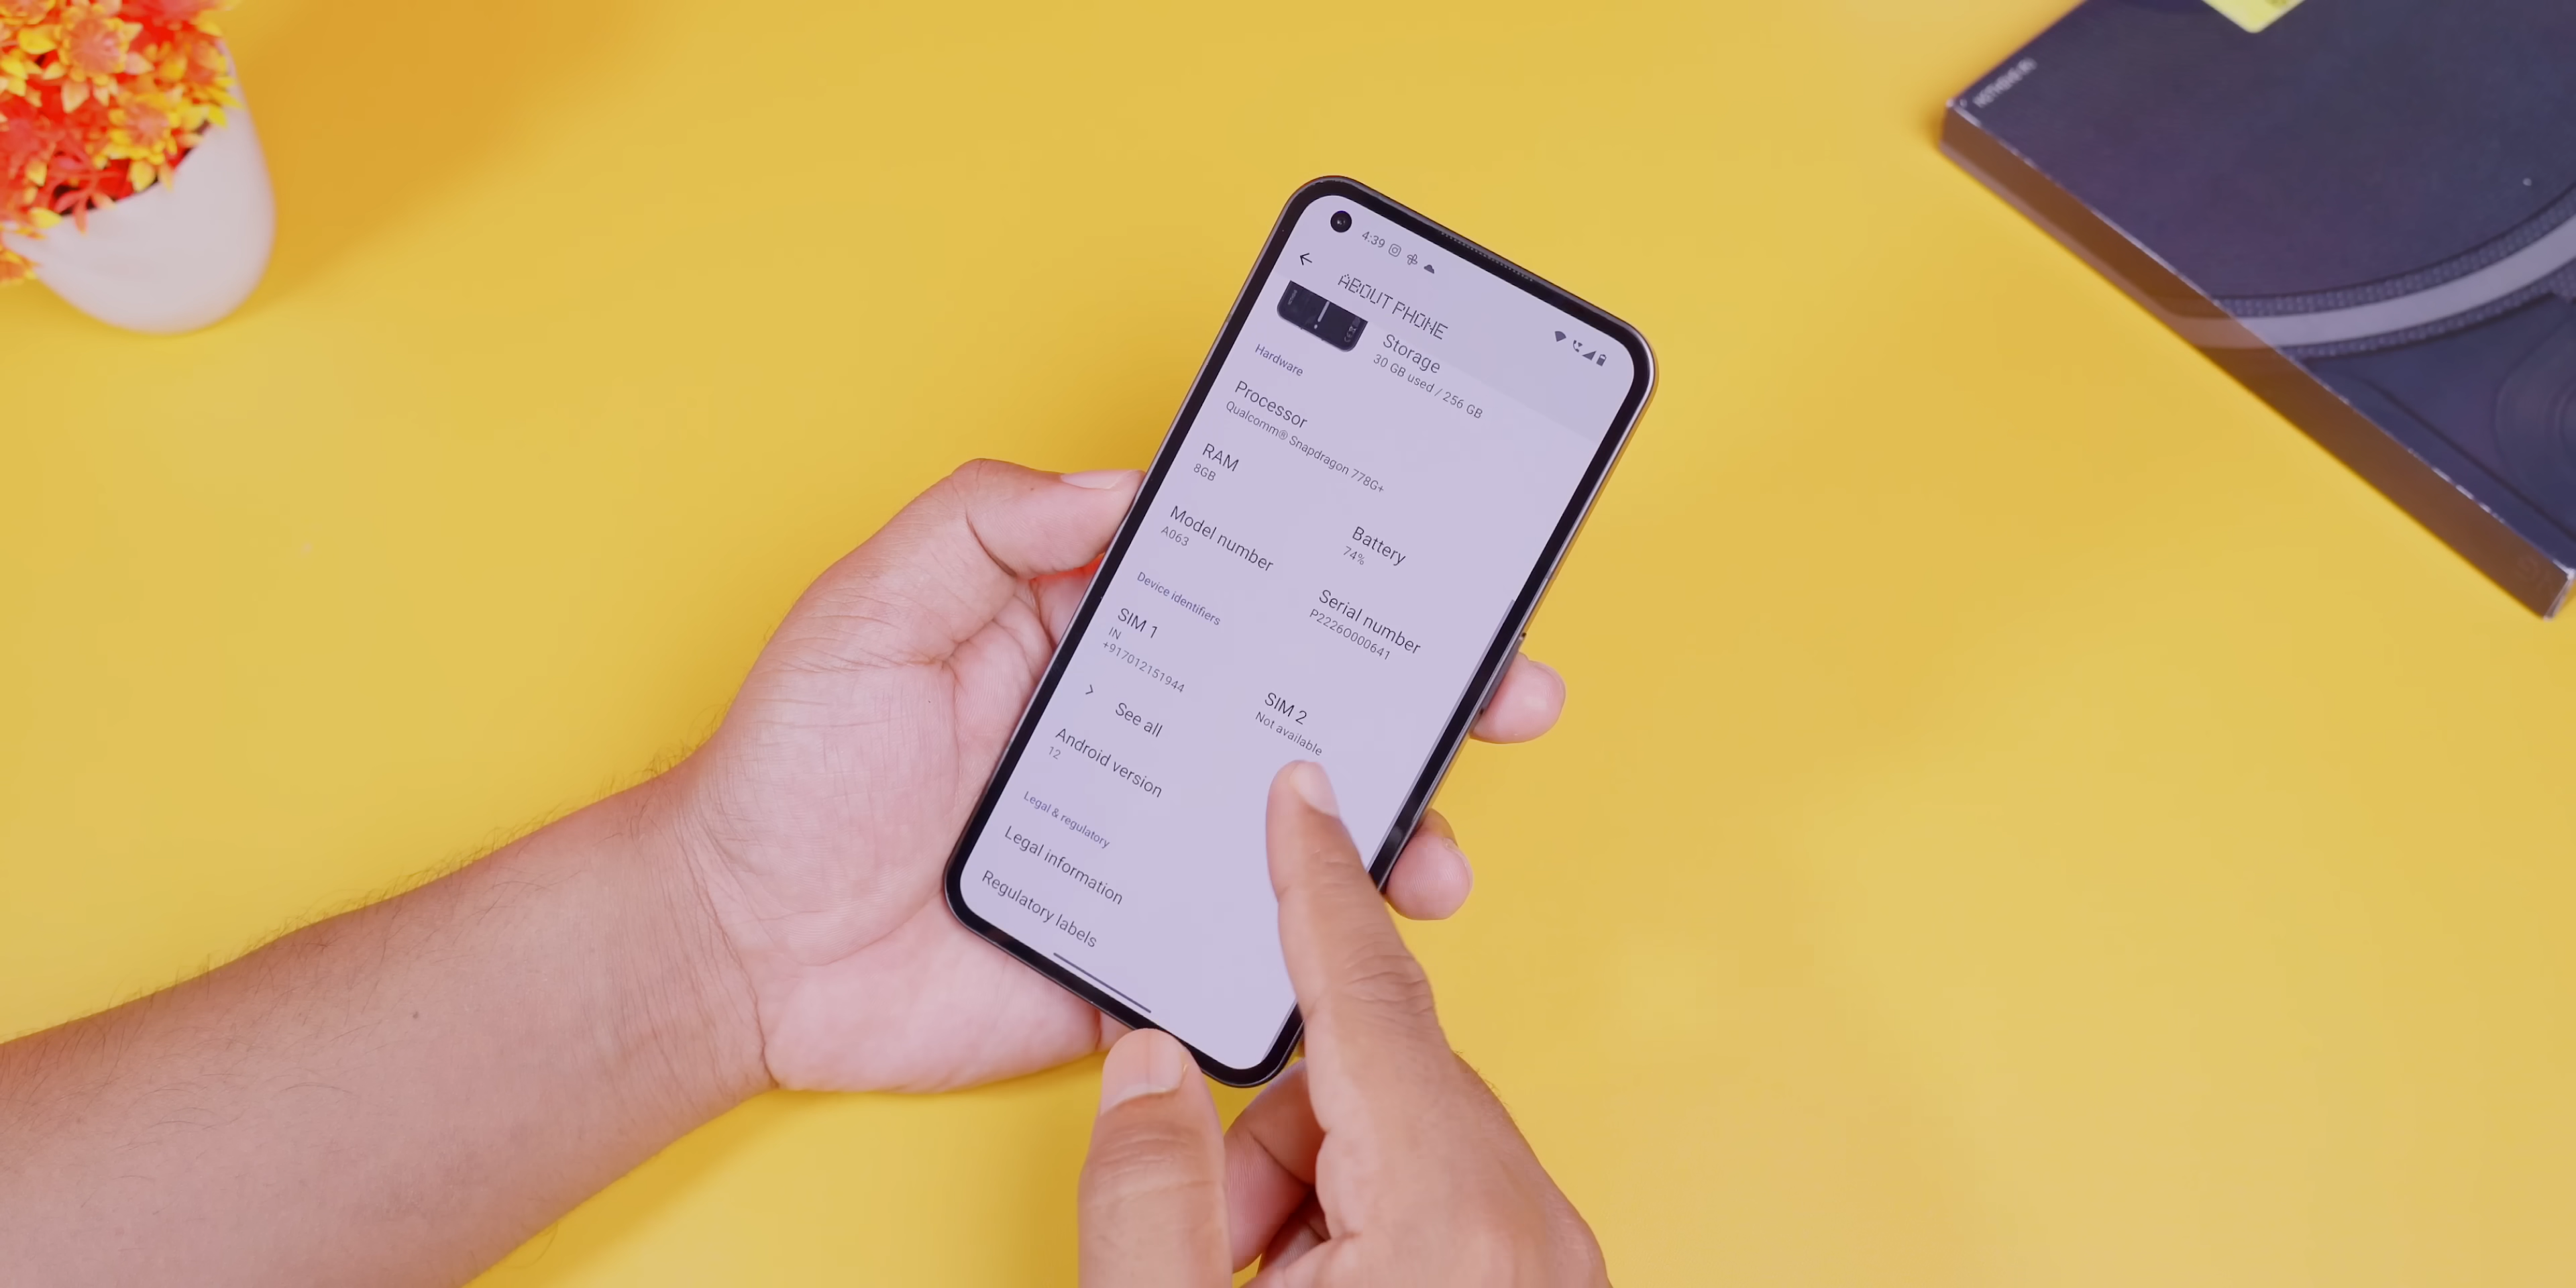 4:39
ABOUT PHONE
Storage
30 GB used / 256 GB
Hardware
Processor
Qualcomm® Snapdragon 778G+
RAM
8GB
Battery
74%
Model number
A063
Serial number
P22260000641
Device identifiers
SIM 1
IN
+917012151944
SIM 2
Not available
See all
Android version
12
Legal & regulatory
Legal information
Regulatory labels